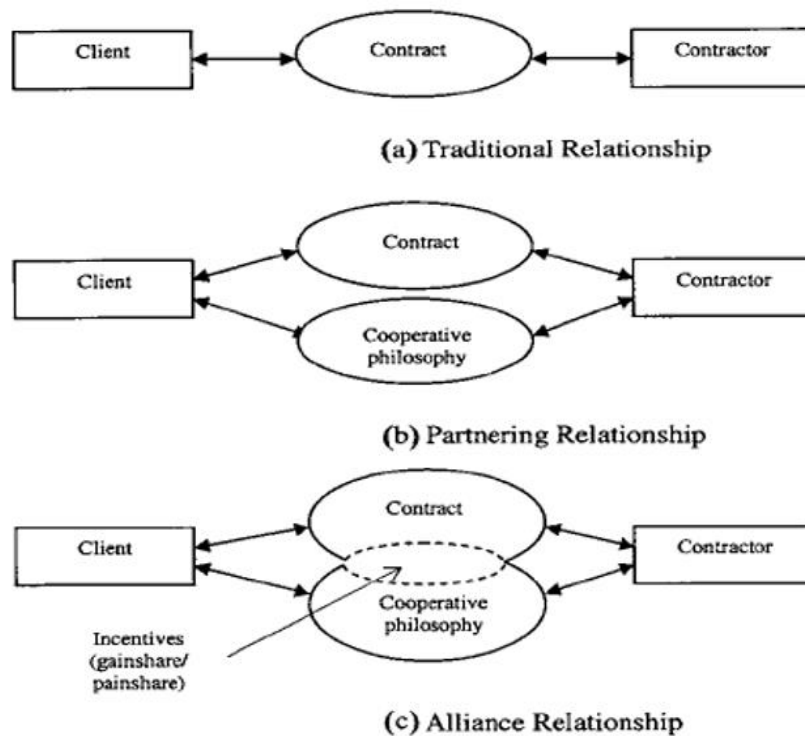 Client
Contract
Contractor
(a) Traditional Relationship
Contract
Client
Contractor
Cooperative
philosophy
(b) Partnering Relationship
Contract
Client
Contractor
Cooperative
philosophy
Incentives
(gainshare/
painshare)
(c) Alliance Relationship